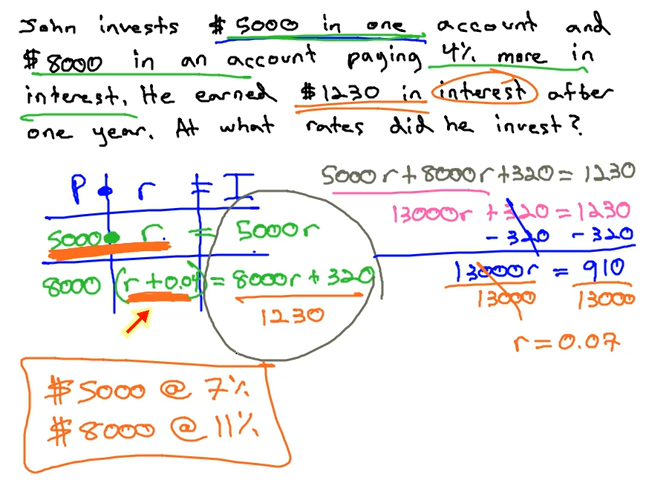 John invests $5000 in one account and
$8000 in an account paying 4% more in
interest. He earned $1230 in interest after
one year. At what rates did he invest?
P • r = I
5000 • r = 5000r
8000 (r + 0.04) = 8000r + 320
1230
5000r + 8000r + 320 = 1230
13000r + 320 = 1230
- 320 - 320
13000r = 910
13000 13000
r = 0.07
$5000 @ 7%
$8000 @ 11%